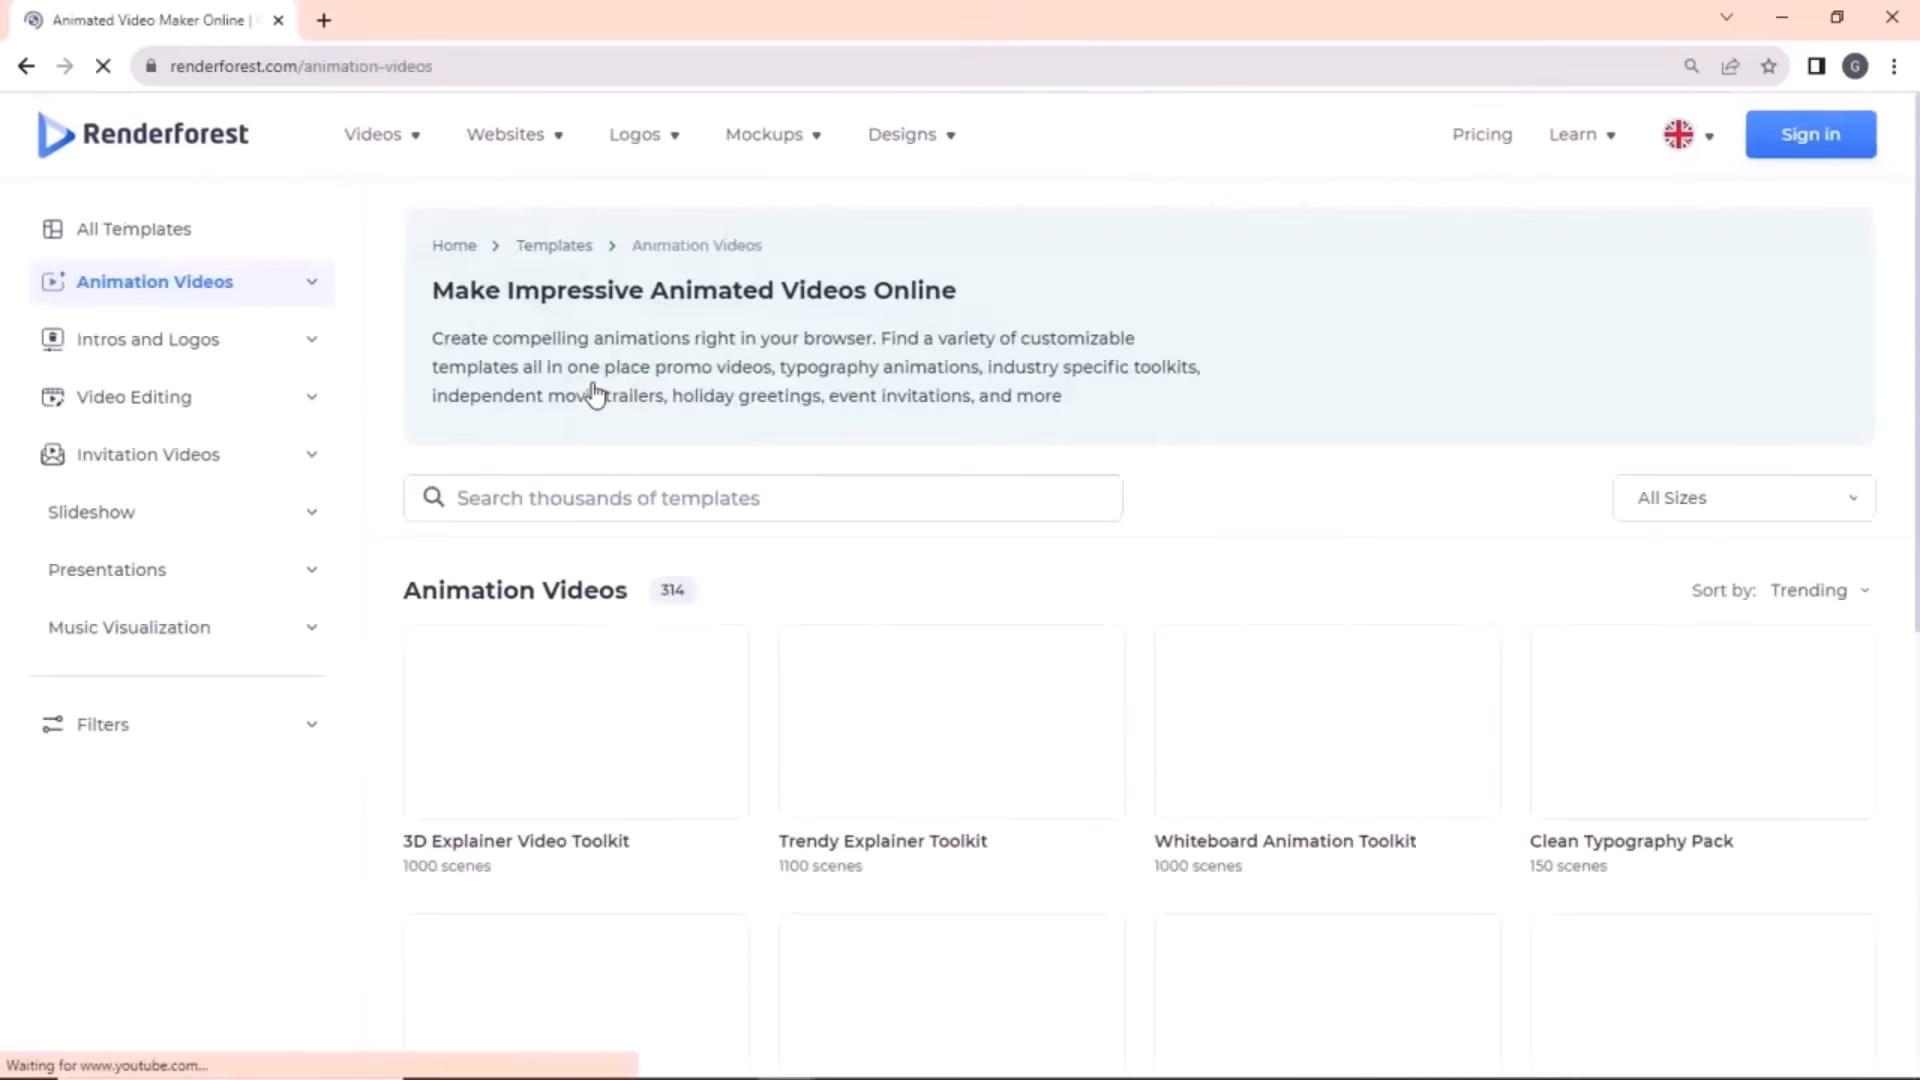 Animated Video Maker Online |
renderforest.com/animation-videos
G
Renderforest
Videos
Websites
Logos
Mockups
Designs
Pricing
Learn
Sign in
All Templates
Animation Videos
Intros and Logos
Video Editing
Invitation Videos
Slideshow
Presentations
Music Visualization
Filters
Home > Templates > Animation Videos
Make Impressive Animated Videos Online
Create compelling animations right in your browser. Find a variety of customizable
templates all in one place promo videos, typography animations, industry specific toolkits,
independent movi trailers, holiday greetings, event invitations, and more
Search thousands of templates
All Sizes
Animation Videos 314
Sort by: Trending
3D Explainer Video Toolkit
1000 scenes
Trendy Explainer Toolkit
1100 scenes
Whiteboard Animation Toolkit
1000 scenes
Clean Typography Pack
150 scenes
Waiting for www.youtube.com...